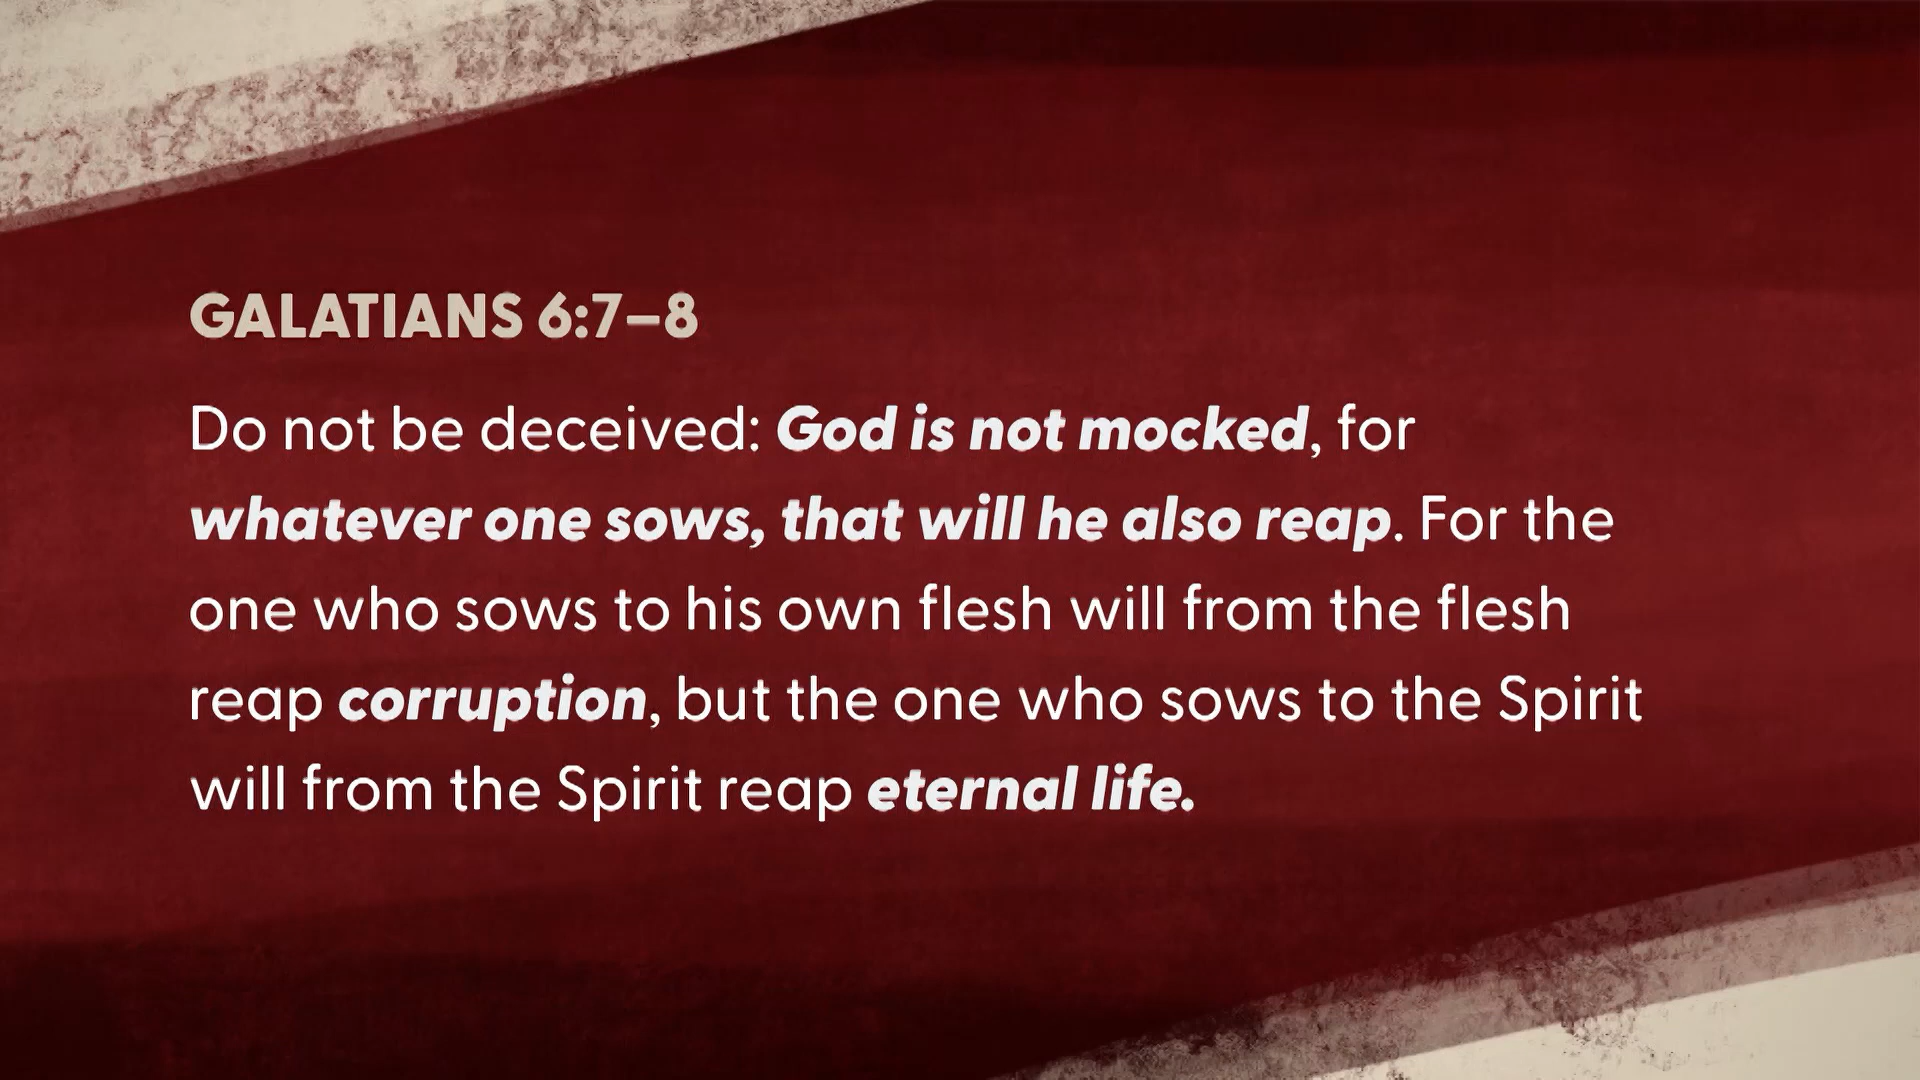 GALATIANS 6:7–8
Do not be deceived: God is not mocked, for
whatever one sows, that will he also reap. For the
one who sows to his own flesh will from the flesh
reap corruption, but the one who sows to the Spirit
will from the Spirit reap eternal life.